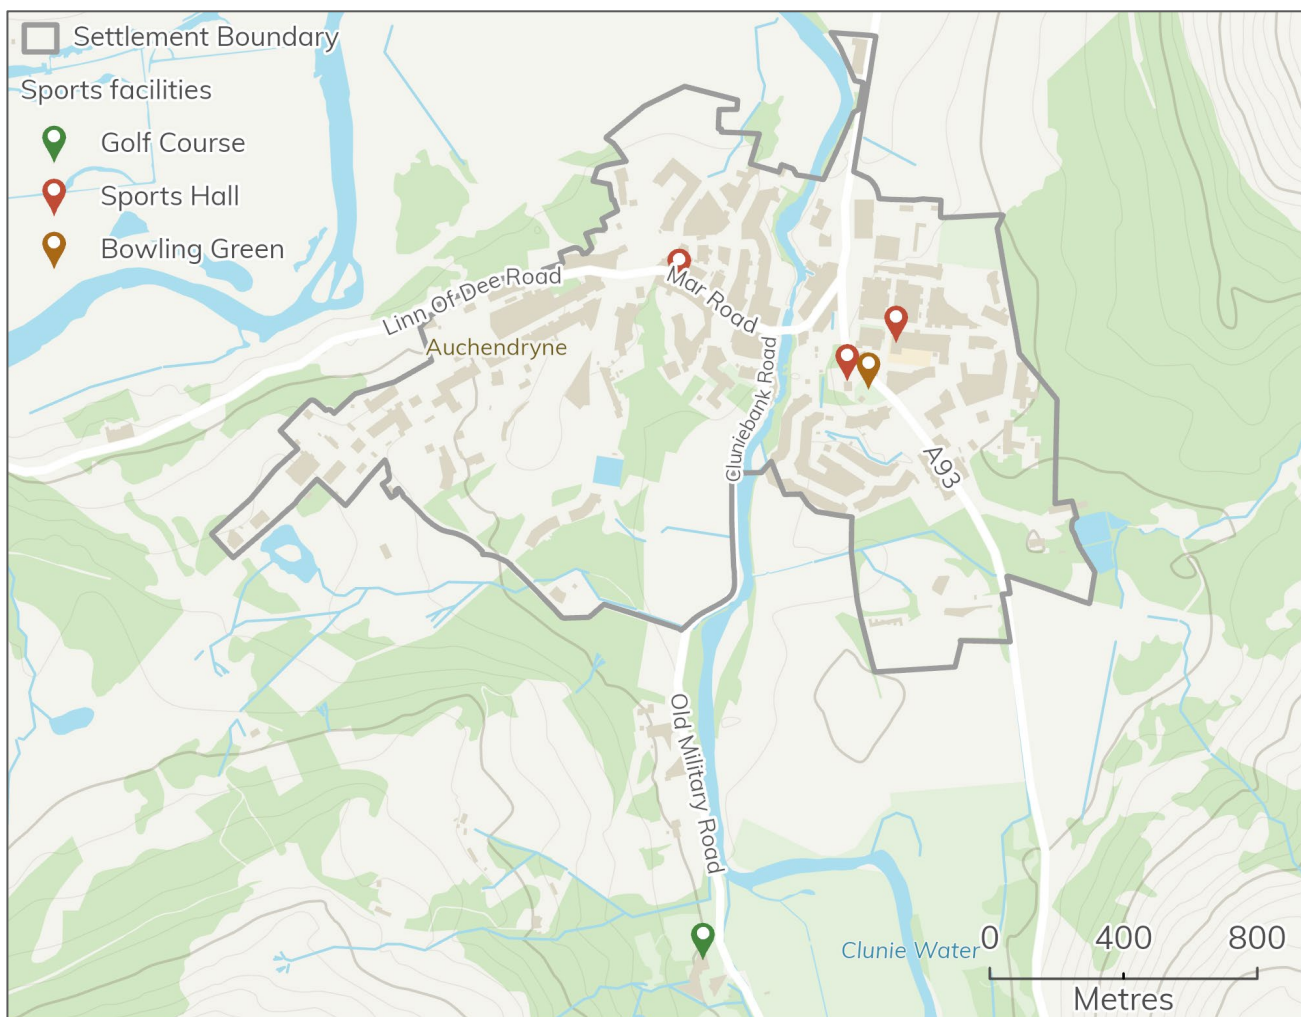 Settlement Boundary
Sports facilities
Golf Course
Sports Hall
Bowling Green
Linn Of Dee Road
Mar Road
Auchendryne
Cluniebank Road
A93
Old Military Road
Clunie Water
0 400 800
Metres